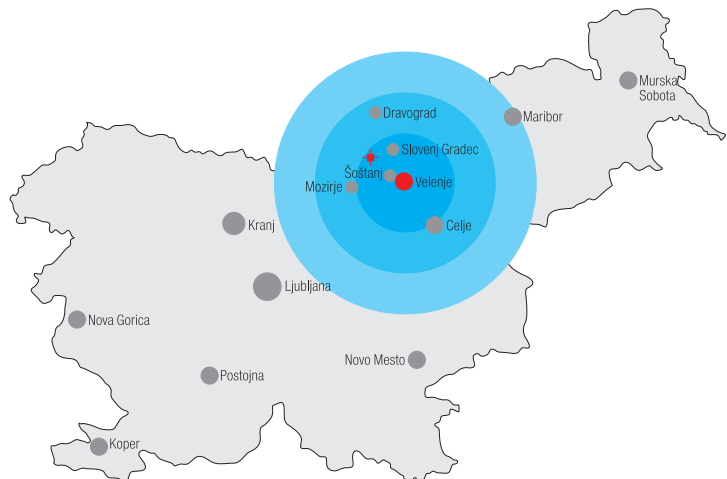 Murska
Sobota
Dravograd
Maribor
Slovenj Gradec
Šoštanj
Velenje
Mozirje
Kranj
Celje
Ljubljana
Nova Gorica
Novo Mesto
Postojna
Koper